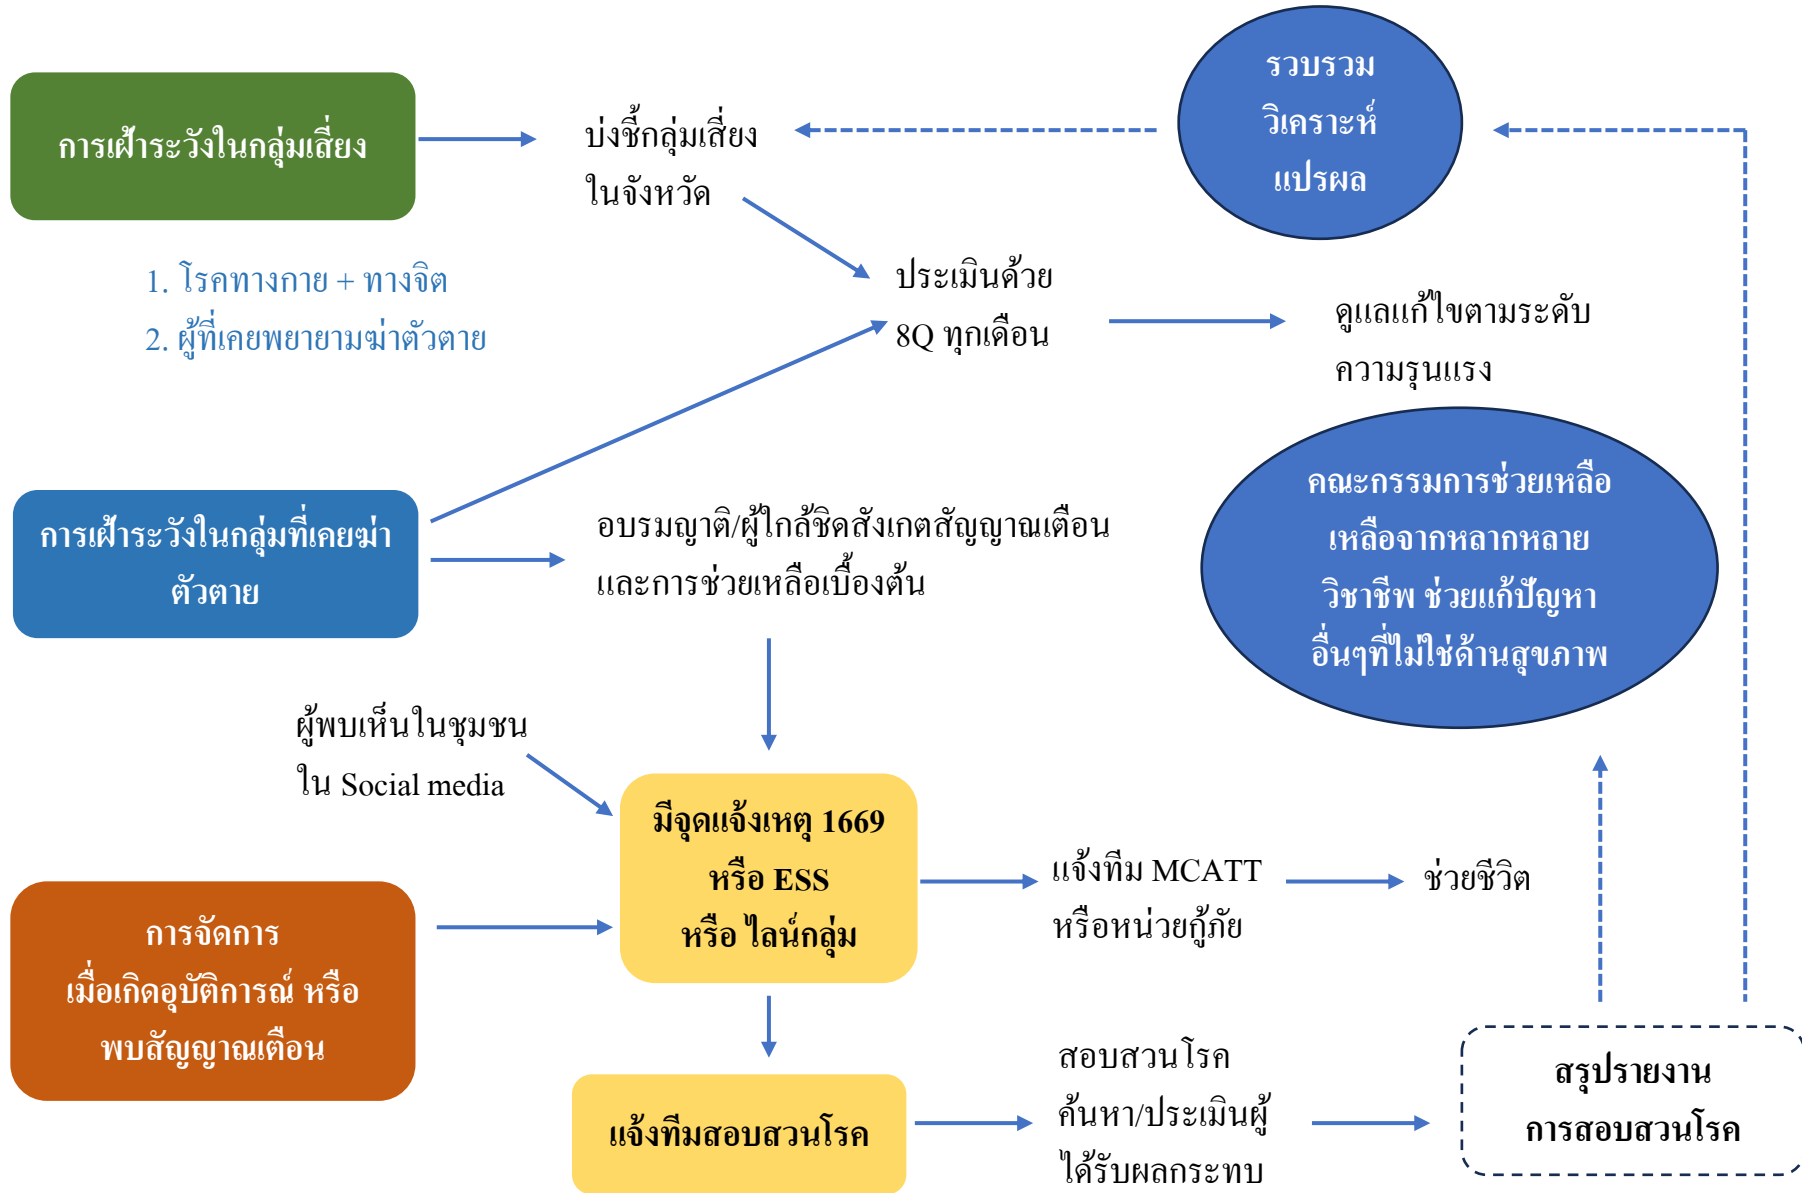 รวบรวม
วิเคราะห์
แปรผล
การเฝ้าระวังในกลุ่มเสี่ยง
บ่งชี้กลุ่มเสี่ยง
ในจังหวัด
1. โรคทางกาย + ทางจิต
2. ผู้ที่เคยพยายามฆ่าตัวตาย
ประเมินด้วย
8Q ทุกเดือน
ดูแลแก้ไขตามระดับ
ความรุนแรง
การเฝ้าระวังในกลุ่มที่เคยฆ่า
ตัวตาย
อบรมญาติ/ผู้ใกล้ชิดสังเกตสัญญาณเตือน
และการช่วยเหลือเบื้องต้น
คณะกรรมการช่วยเหลือ
เหลือจากหลากหลาย
วิชาชีพ ช่วยแก้ปัญหา
อื่นๆที่ไม่ใช่ด้านสุขภาพ
ผู้พบเห็นในชุมชน
ใน Social media
มีจุดแจ้งเหตุ 1669
หรือ ESS
หรือ ไลน์กลุ่ม
แจ้งทีม MCATT
หรือหน่วยกู้ภัย
ช่วยชีวิต
การจัดการ
เมื่อเกิดอุบัติการณ์ หรือ
พบสัญญาณเตือน
แจ้งทีมสอบสวนโรค
สอบสวนโรค
ค้นหา/ประเมินผู้
ได้รับผลกระทบ
สรุปรายงาน
การสอบสวนโรค